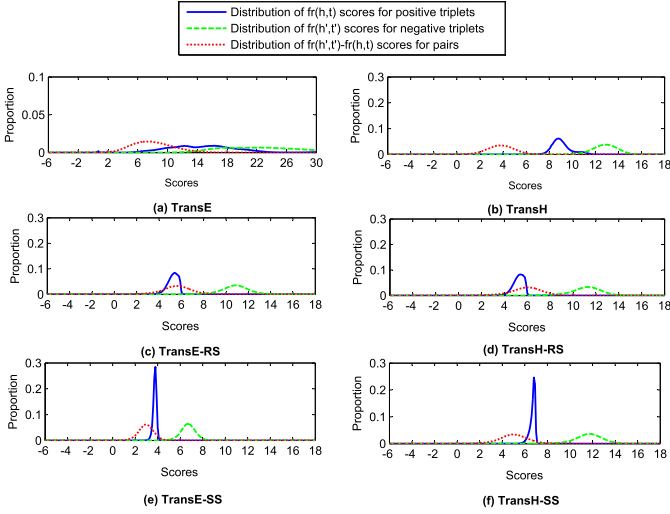 Distribution of fr(h,t) scores for positive triplets
Distribution of fr(h',t') scores for negative triplets
Distribution of fr(h',t')-fr(h,t) scores for pairs
0.1
0.05
0
Proportion
-6 -2 2 6 10 14 18 22 26 30
Scores
(a) TransE
0.3
0.2
0.1
0
Proportion
-6 -4 -2 0 2 4 6 8 10 12 14 16 18
Scores
(b) TransH
0.3
0.2
0.1
0
Proportion
-6 -4 -2 0 2 4 6 8 10 12 14 16 18
Scores
(c) TransE-RS
0.3
0.2
0.1
0
Proportion
-6 -4 -2 0 2 4 6 8 10 12 14 16 18
Scores
(d) TransH-RS
0.3
0.2
0.1
0
Proportion
-6 -4 -2 0 2 4 6 8 10 12 14 16 18
Scores
(e) TransE-SS
0.3
0.2
0.1
0
Proportion
-6 -4 -2 0 2 4 6 8 10 12 14 16 18
Scores
(f) TransH-SS